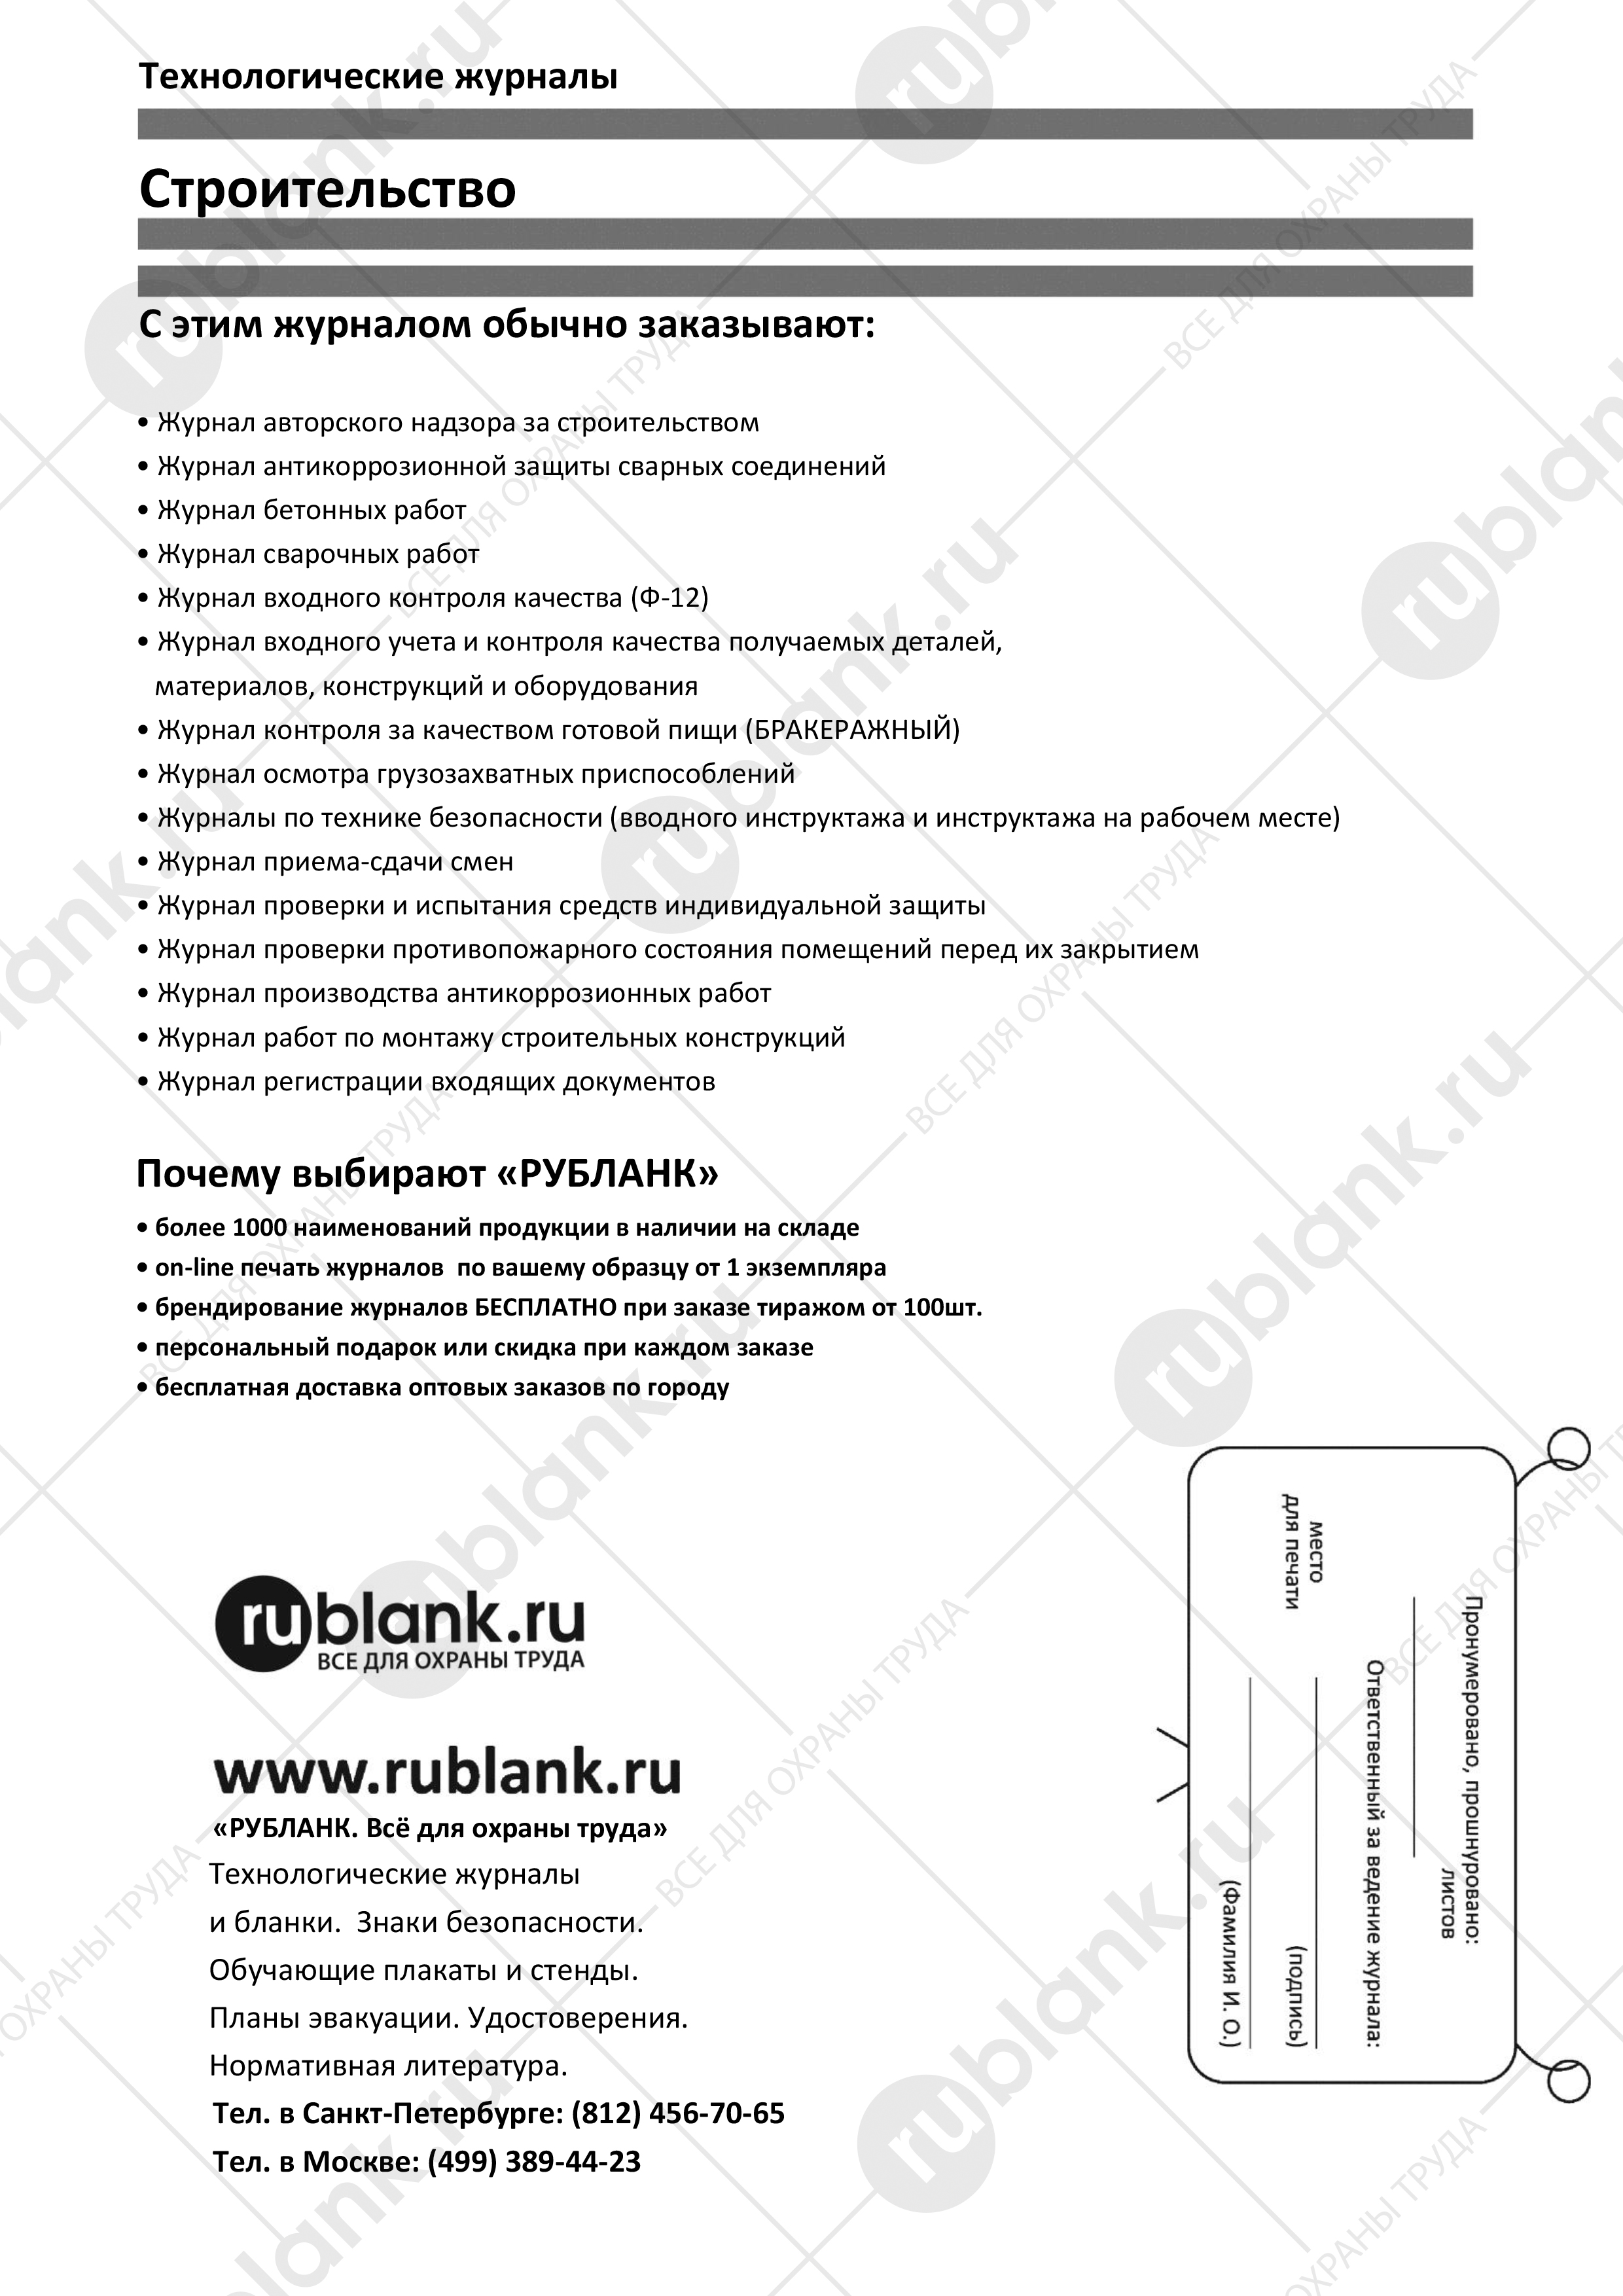 Технологические журналы
Строительство
С этим журналом обычно заказывают:
• Журнал авторского надзора за строительством
• Журнал антикоррозионной защиты сварных соединений
• Журнал бетонных работ
• Журнал сварочных работ
• Журнал входного контроля качества (Ф-12)
• Журнал входного учета и контроля качества получаемых деталей,
материалов, конструкций и оборудования
• Журнал контроля за качеством готовой пищи (БРАКЕРАЖНЫЙ)
• Журнал осмотра грузозахватных приспособлений
• Журналы по технике безопасности (вводного инструктажа и инструктажа на рабочем месте)
• Журнал приема-сдачи смен
• Журнал проверки и испытания средств индивидуальной защиты
• Журнал проверки противопожарного состояния помещений перед их закрытием
• Журнал производства антикоррозионных работ
• Журнал работ по монтажу строительных конструкций
• Журнал регистрации входящих документов
Почему выбирают «РУБЛАНК»
• более 1000 наименований продукции в наличии на складе
• on-line печать журналов по вашему образцу от 1 экземпляра
• брендирование журналов БЕСПЛАТНО при заказе тиражом от 100шт.
• персональный подарок или скидка при каждом заказе
• бесплатная доставка оптовых заказов по городу
rublank.ru
ВСЕ ДЛЯ ОХРАНЫ ТРУДА
www.rublank.ru
«РУБЛАНК. Всё для охраны труда»
Технологические журналы
и бланки. Знаки безопасности.
Обучающие плакаты и стенды.
Планы эвакуации. Удостоверения.
Нормативная литература.
Тел. в Санкт-Петербурге: (812) 456-70-65
Тел. в Москве: (499) 389-44-23
Пронумеровано, прошнуровано:
листов
Ответственный за ведение журнала:
место
для печати
(подпись)
(Фамилия И. О.)